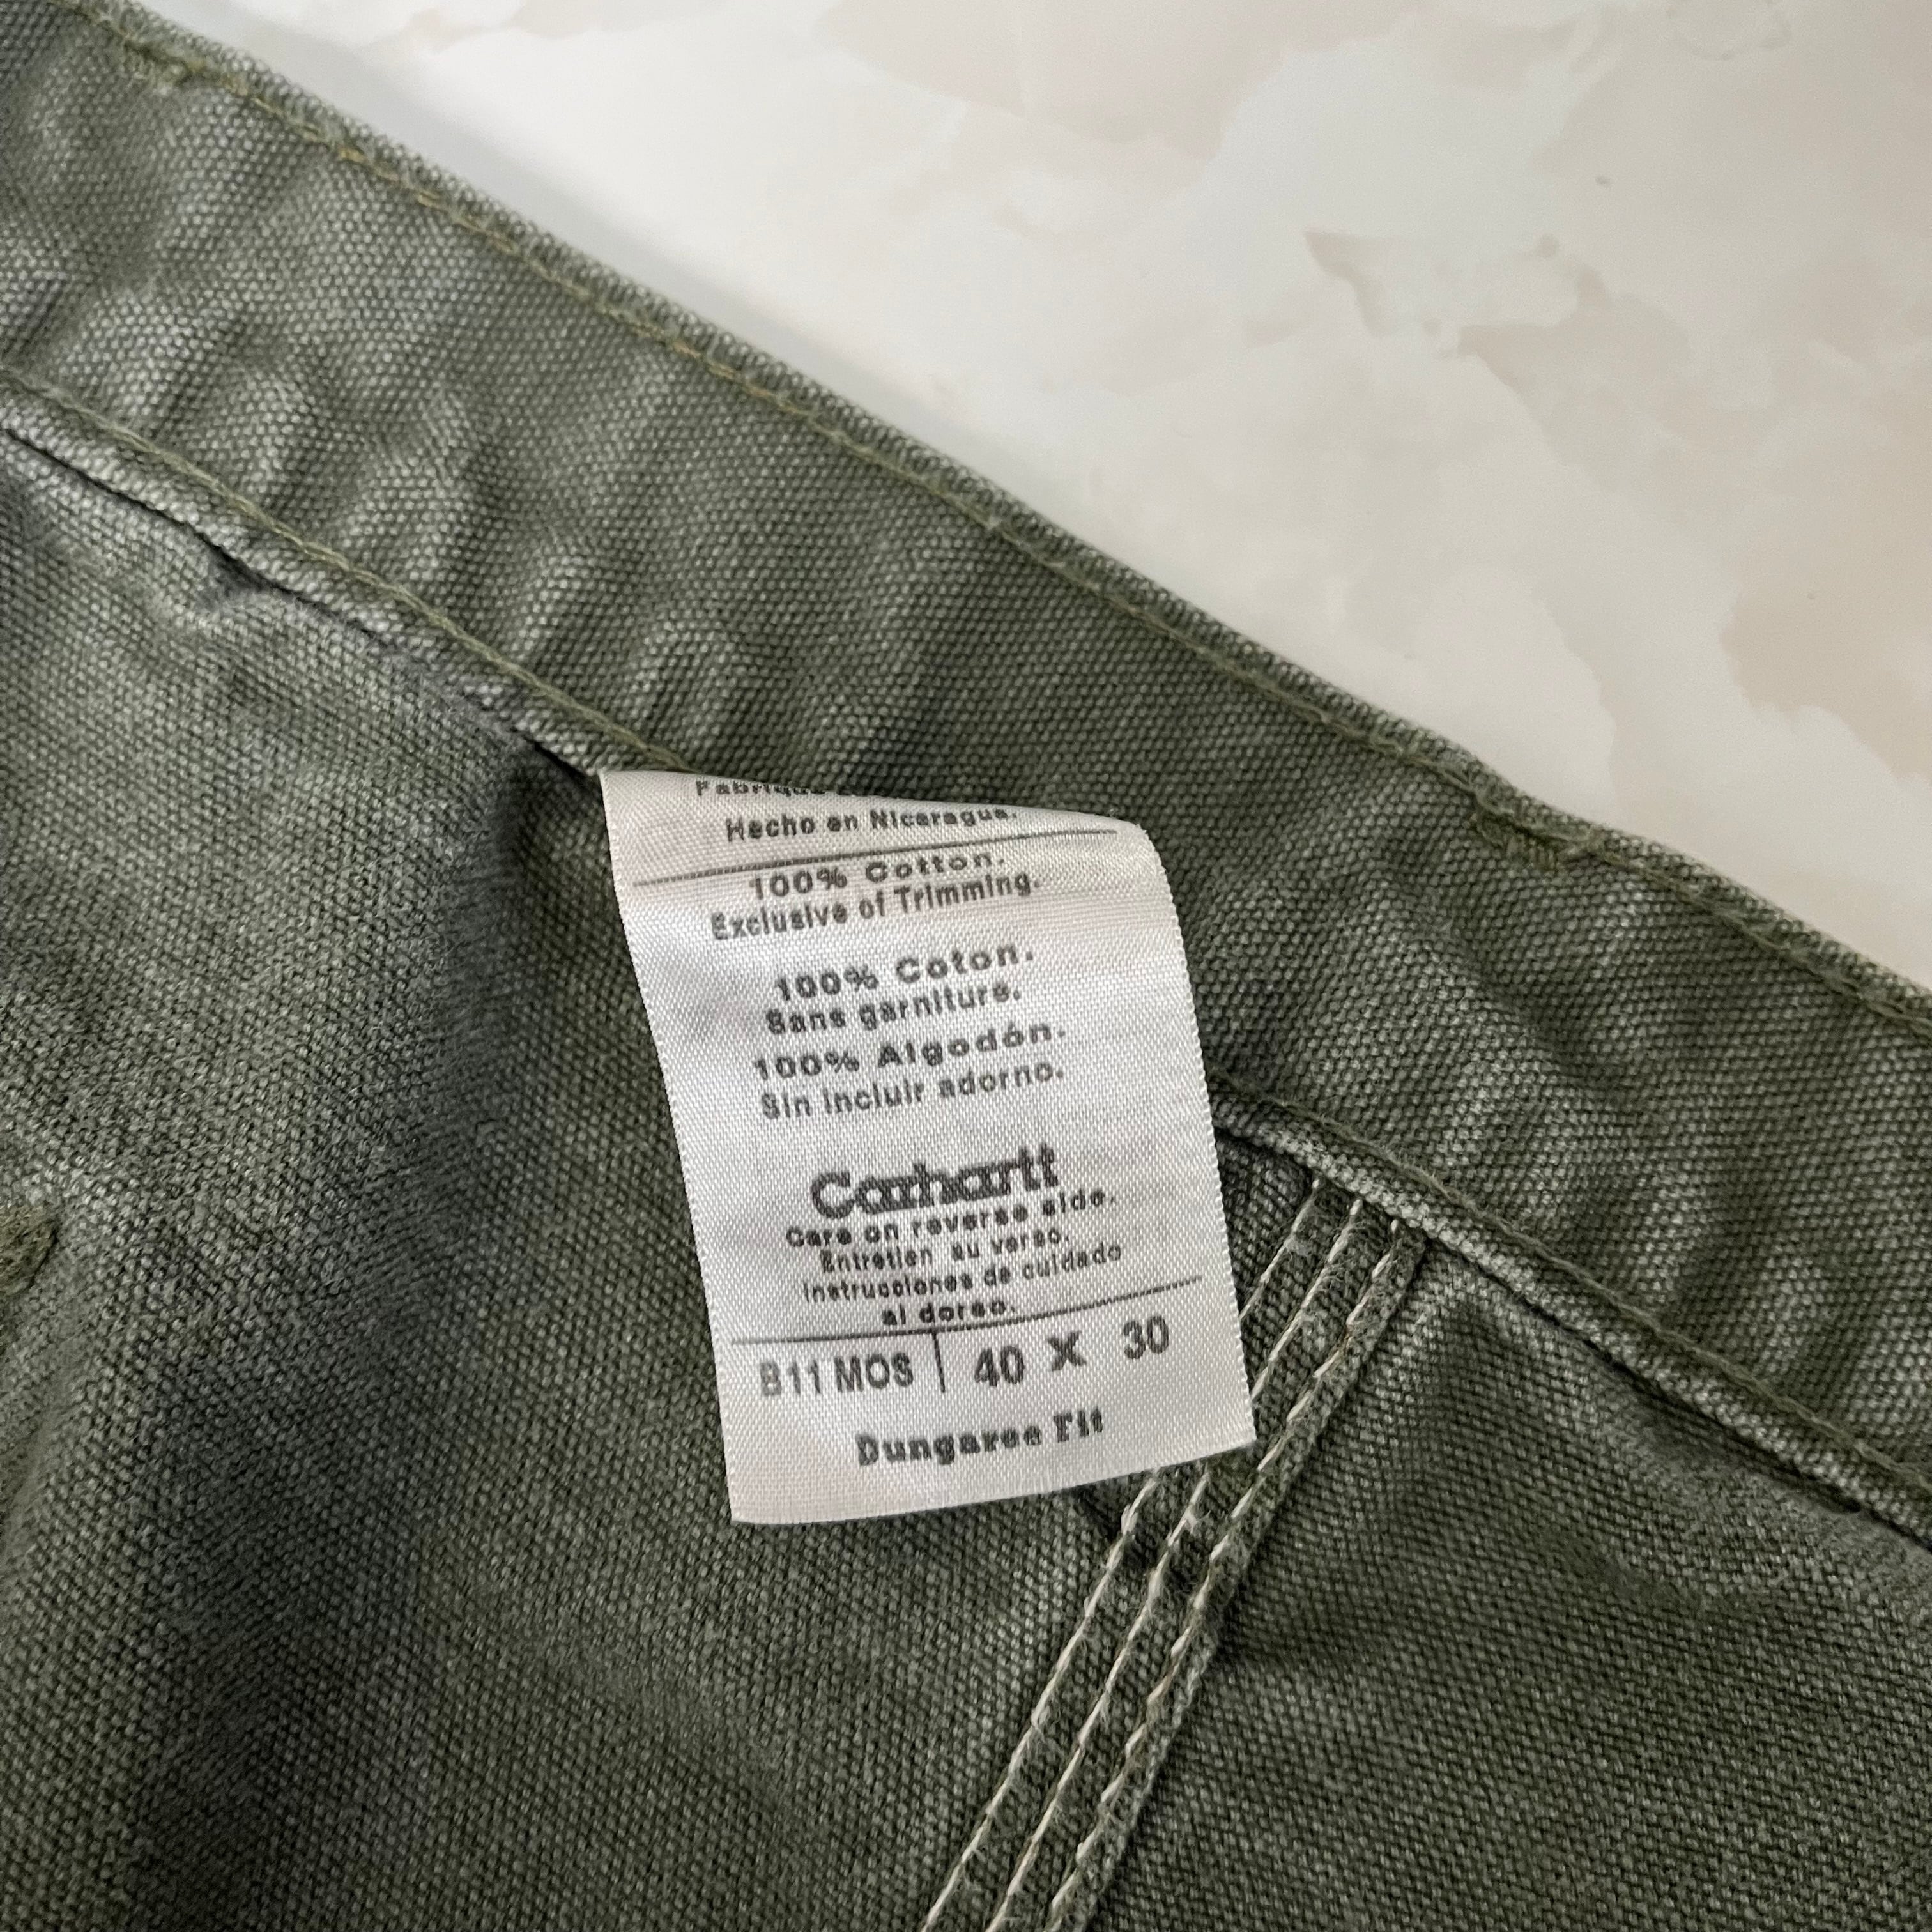 Hecho en Nicaragua.
100% Cotton.
Exclusive of Trimming.
100% Coton.
Sans garniture.
100% Algodón.
Sin incluir adorno.
Carhartt
Care on reverse side.
Entretien au verso.
Instrucciones de cuidado
al dorso.
B11 MOS | 40 X 30
Dungaree Fit